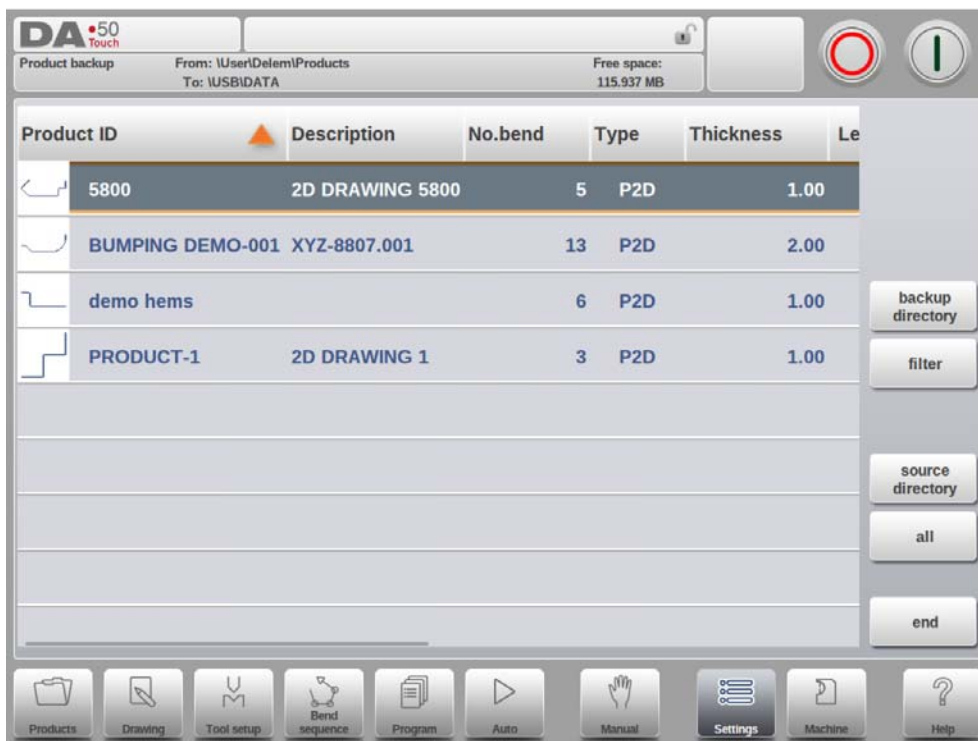 DA•50
Touch
Product backup
From: \User\Delem\Products
To: \USB\DATA
Free space:
115.937 MB
Product ID Description No.bend Type Thickness Le
5800 2D DRAWING 5800 5 P2D 1.00
BUMPING DEMO-001 XYZ-8807.001 13 P2D 2.00
demo hems 6 P2D 1.00
PRODUCT-1 2D DRAWING 1 3 P2D 1.00
backup
directory
filter
source
directory
all
end
Products
Drawing
Tool setup
Bend
sequence
Program
Auto
Manual
Settings
Machine
Help